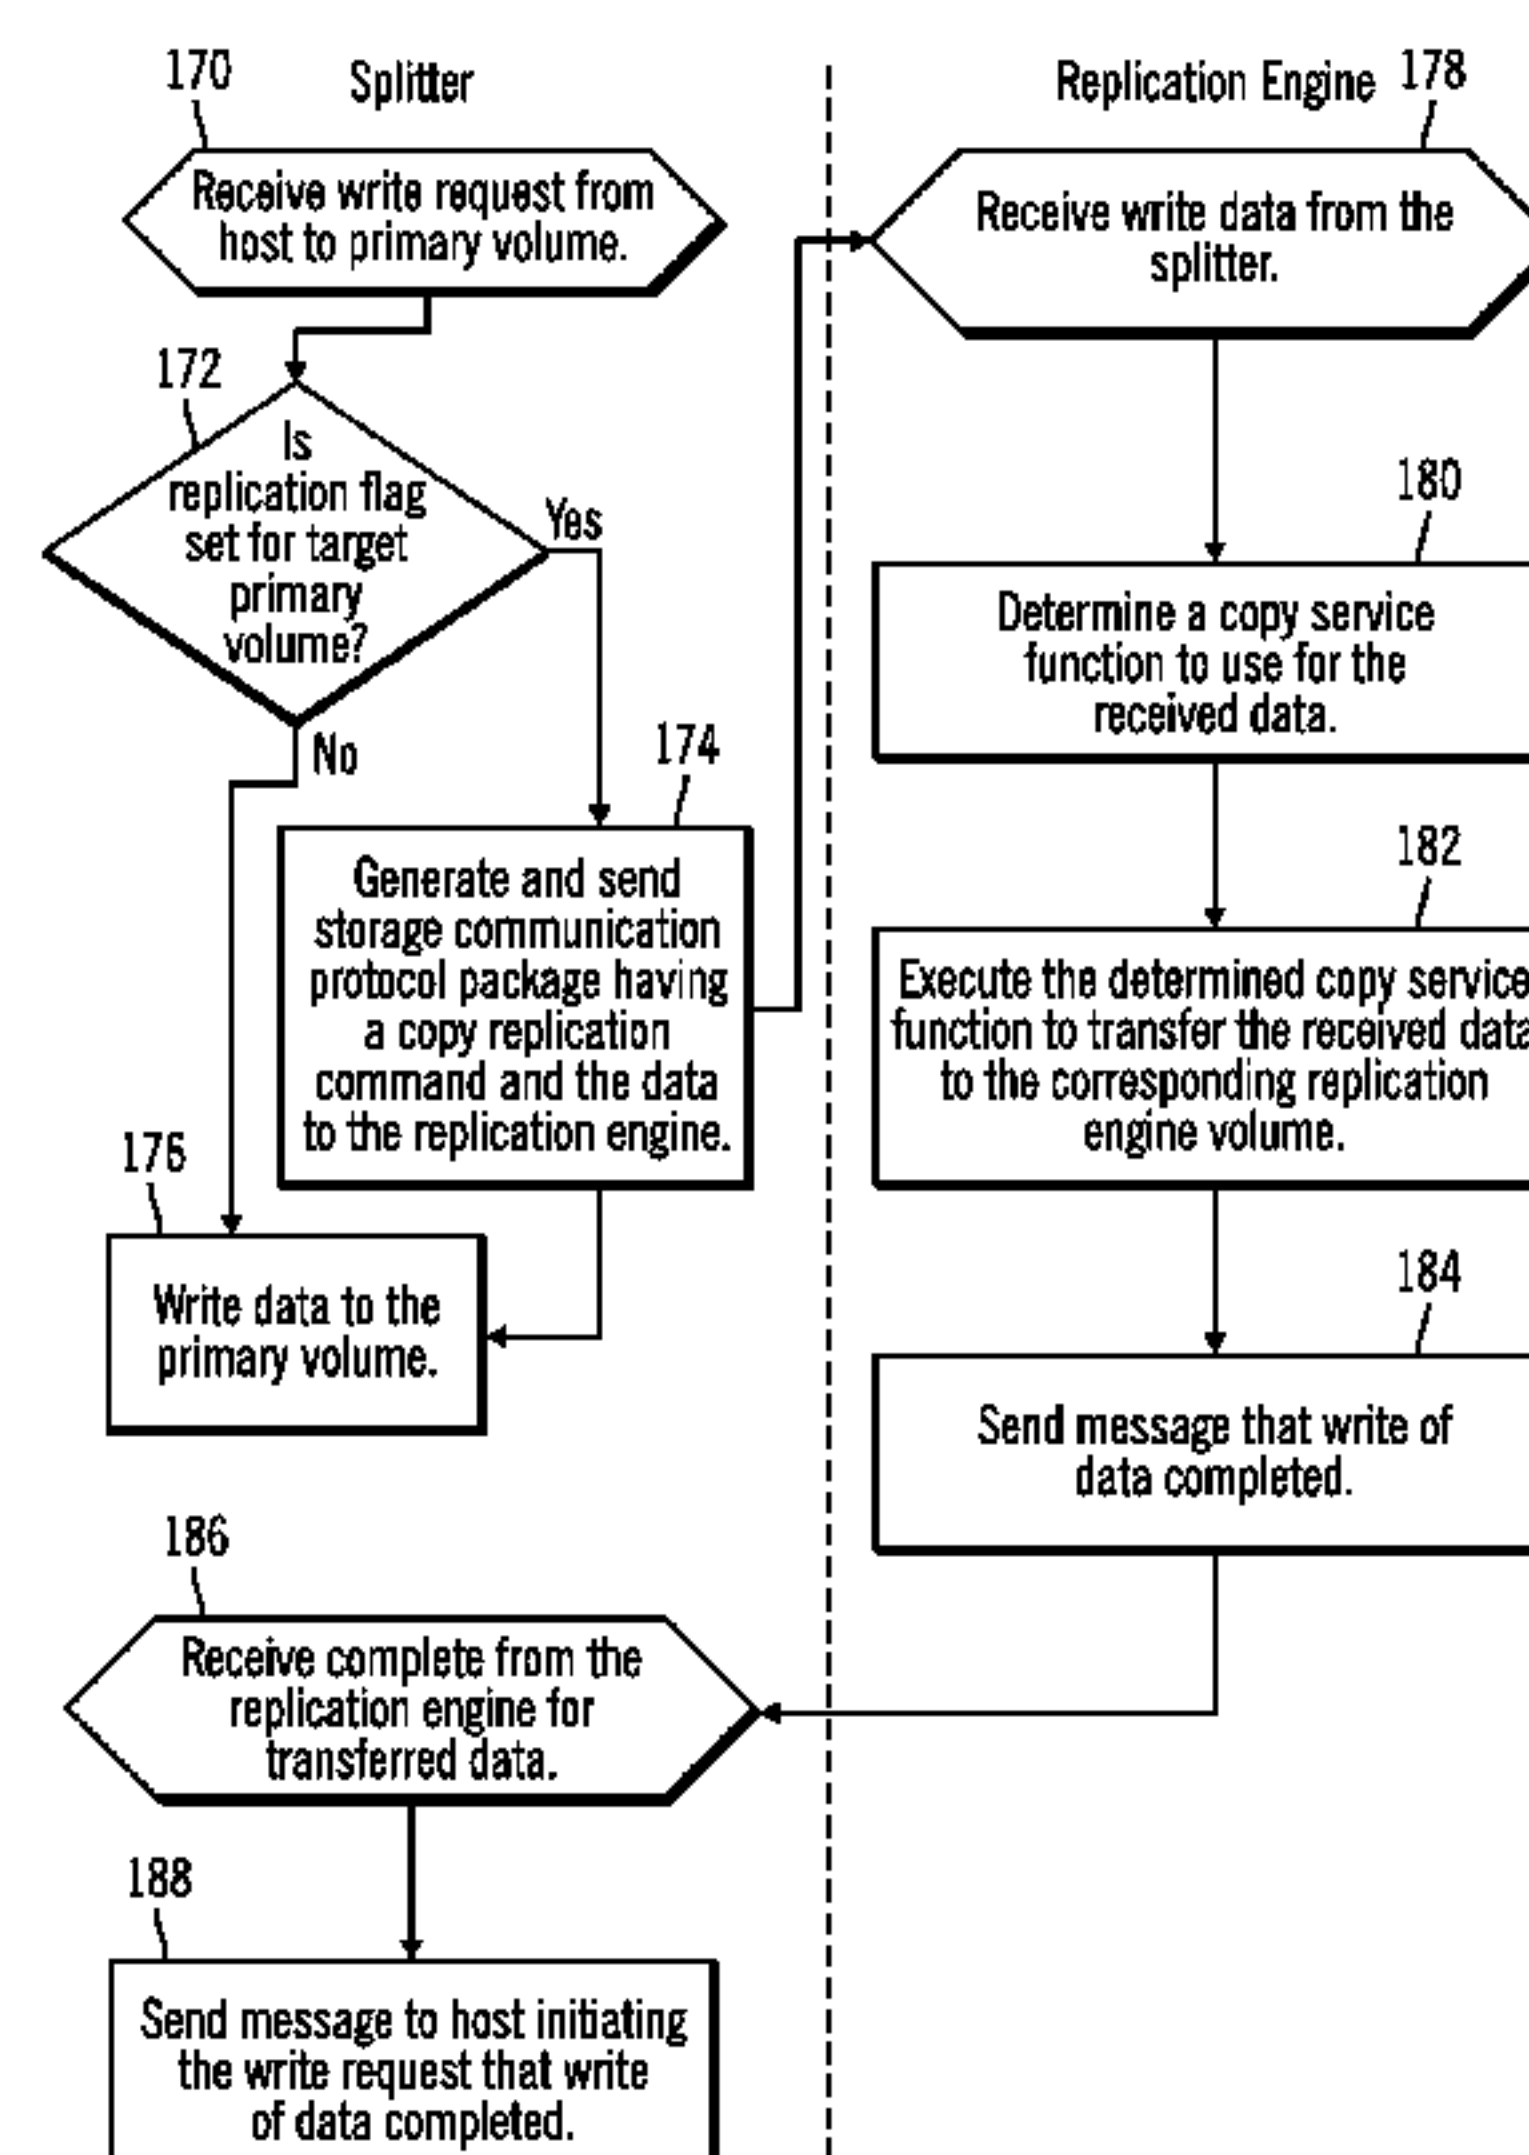 170
Splitter
Receive write request from
host to primary volume.
172
Is
replication flag
set for target
primary
volume?
Yes
No
174
Generate and send
storage communication
protocol package having
a copy replication
command and the data
to the replication engine.
176
Write data to the
primary volume.
Replication Engine
178
Receive write data from the
splitter.
180
Determine a copy service
function to use for the
received data.
182
Execute the determined copy service
function to transfer the received data
to the corresponding replication
engine volume.
184
Send message that write of
data completed.
186
Receive complete from the
replication engine for
transferred data.
188
Send message to host initiating
the write request that write
of data completed.